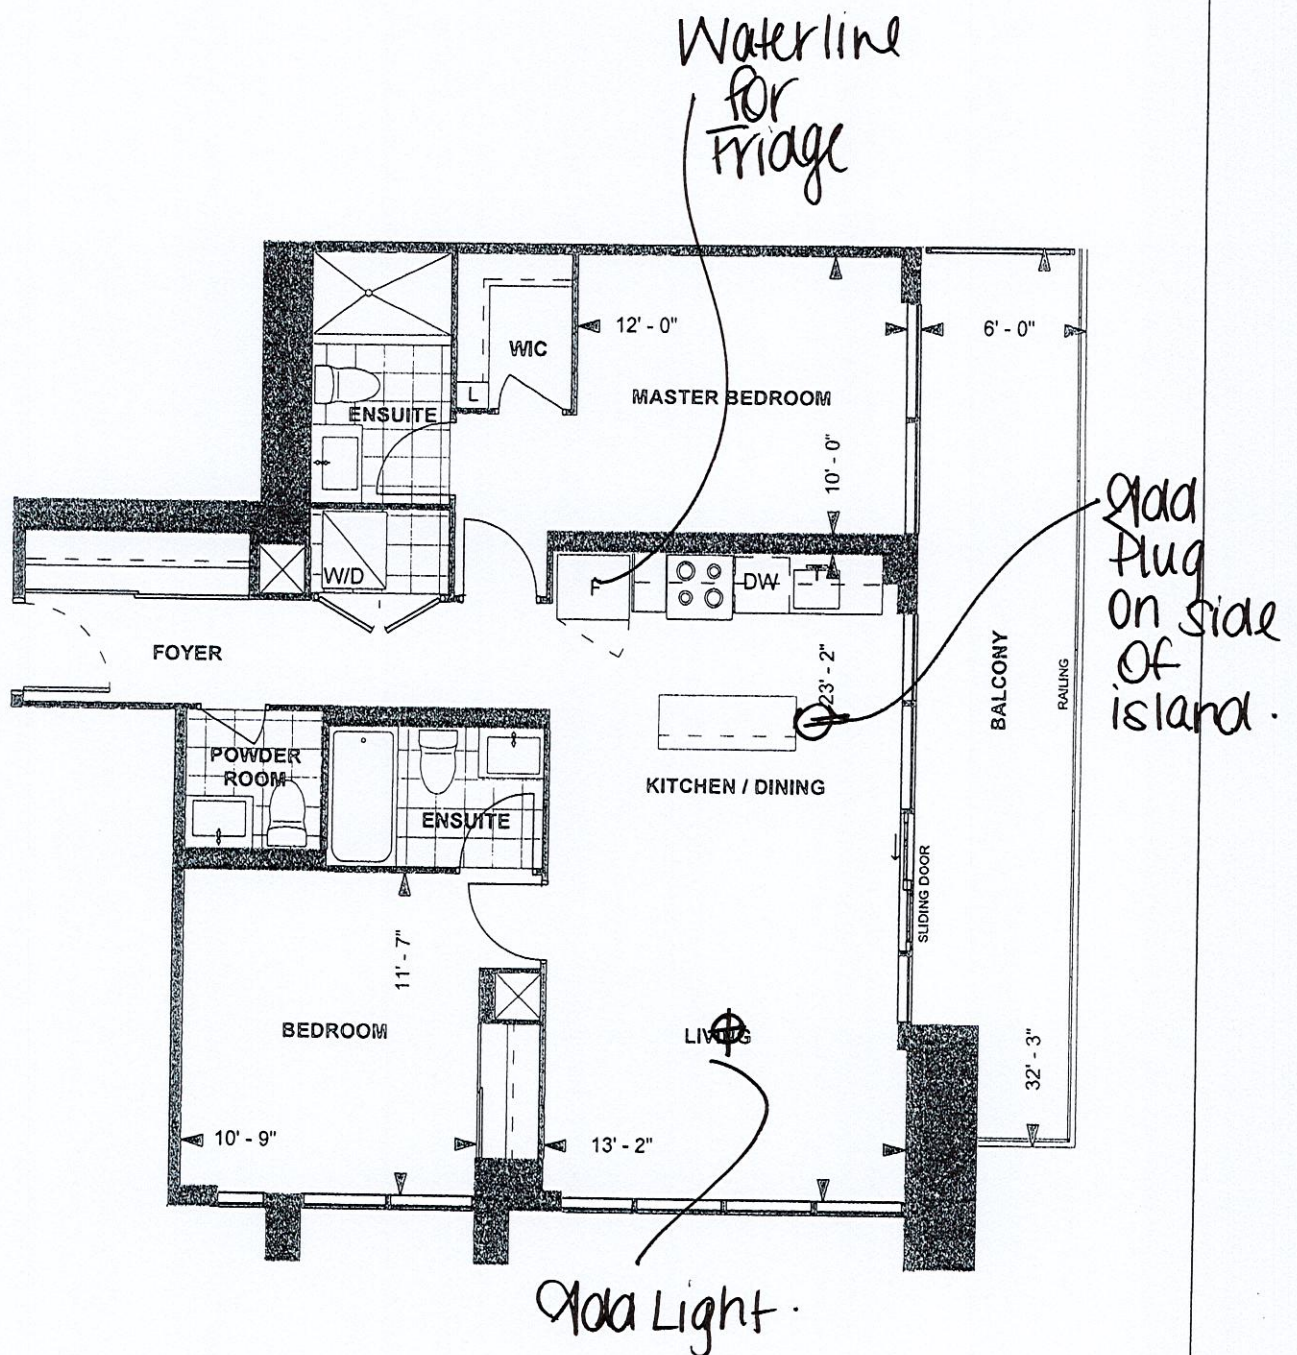 Waterline
for
Fridge
12' - 0"
6' - 0"
WIC
MASTER BEDROOM
L
ENSUITE
10' - 0"
Add
Plug
on side
of
island.
W/D
F
DW
T
FOYER
23' - 2"
BALCONY
RAILING
POWDER
ROOM
KITCHEN / DINING
ENSUITE
SLIDING DOOR
11' - 7"
BEDROOM
LIVING
32' - 3"
10' - 9"
13' - 2"
Add Light.